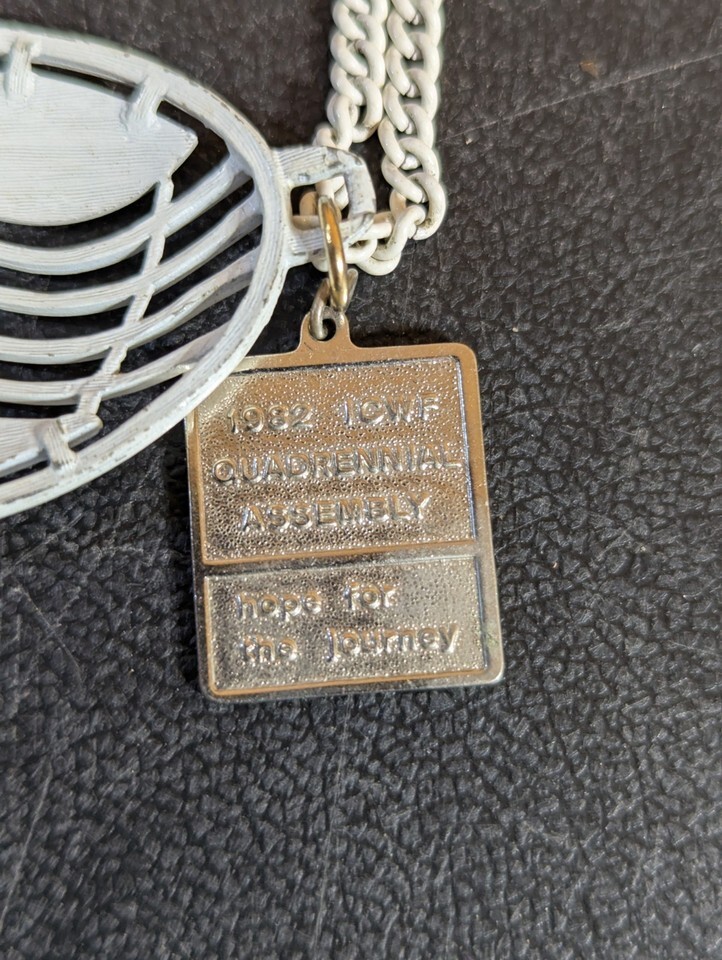 1982 ICWF
QUADRENNIAL
ASSEMBLY
hope for
the journey